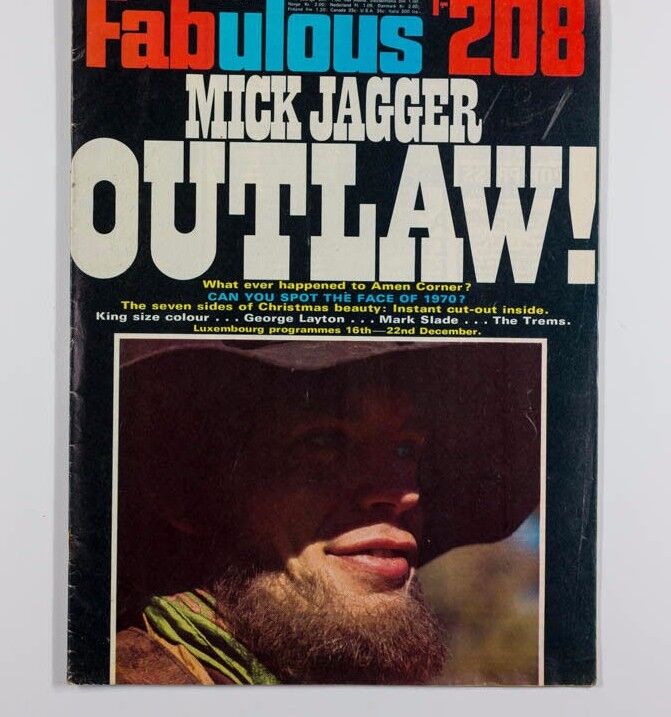 Fabulous 208
MICK JAGGER
OUTLAW!
What ever happened to Amen Corner?
CAN YOU SPOT THE FACE OF 1970?
The seven sides of Christmas beauty: Instant cut-out inside.
King size colour . . . George Layton . . . Mark Slade . . . The Trems.
Luxembourg programmes 16th—22nd December.